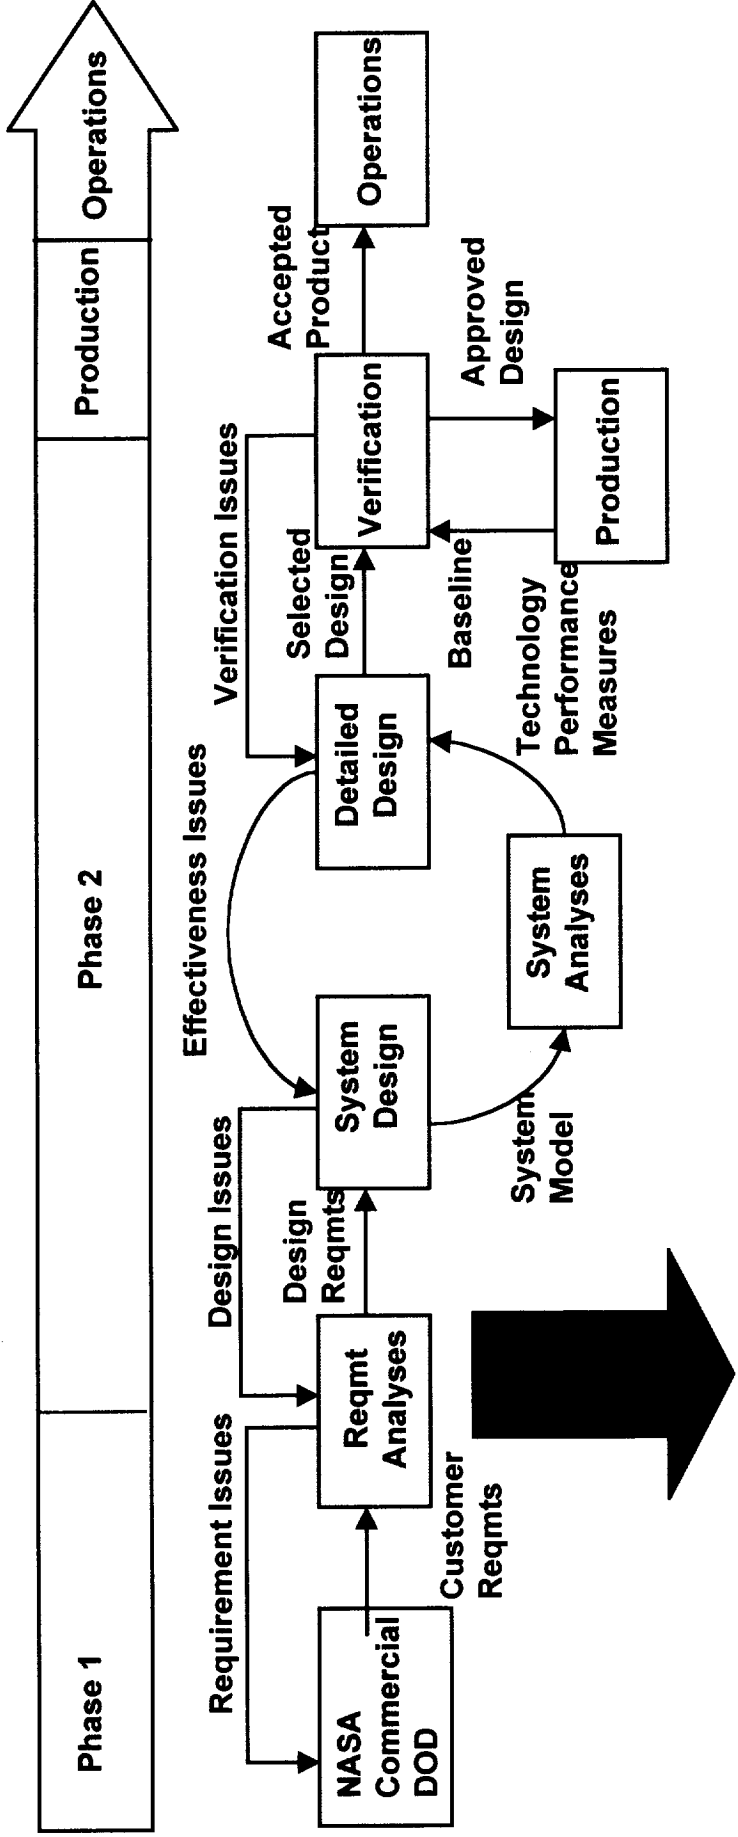 Phase 1
Phase 2
Production
Operations
Requirement Issues
Design Issues
Effectiveness Issues
Verification Issues
NASA
Commercial
DOD
Customer
Reqmts
Reqmt
Analyses
Design
Reqmts
System
Design
System
Model
System
Analyses
Detailed
Design
Technology
Performance
Measures
Selected
Design
Verification
Baseline
Production
Approved
Design
Accepted
Product
Operations